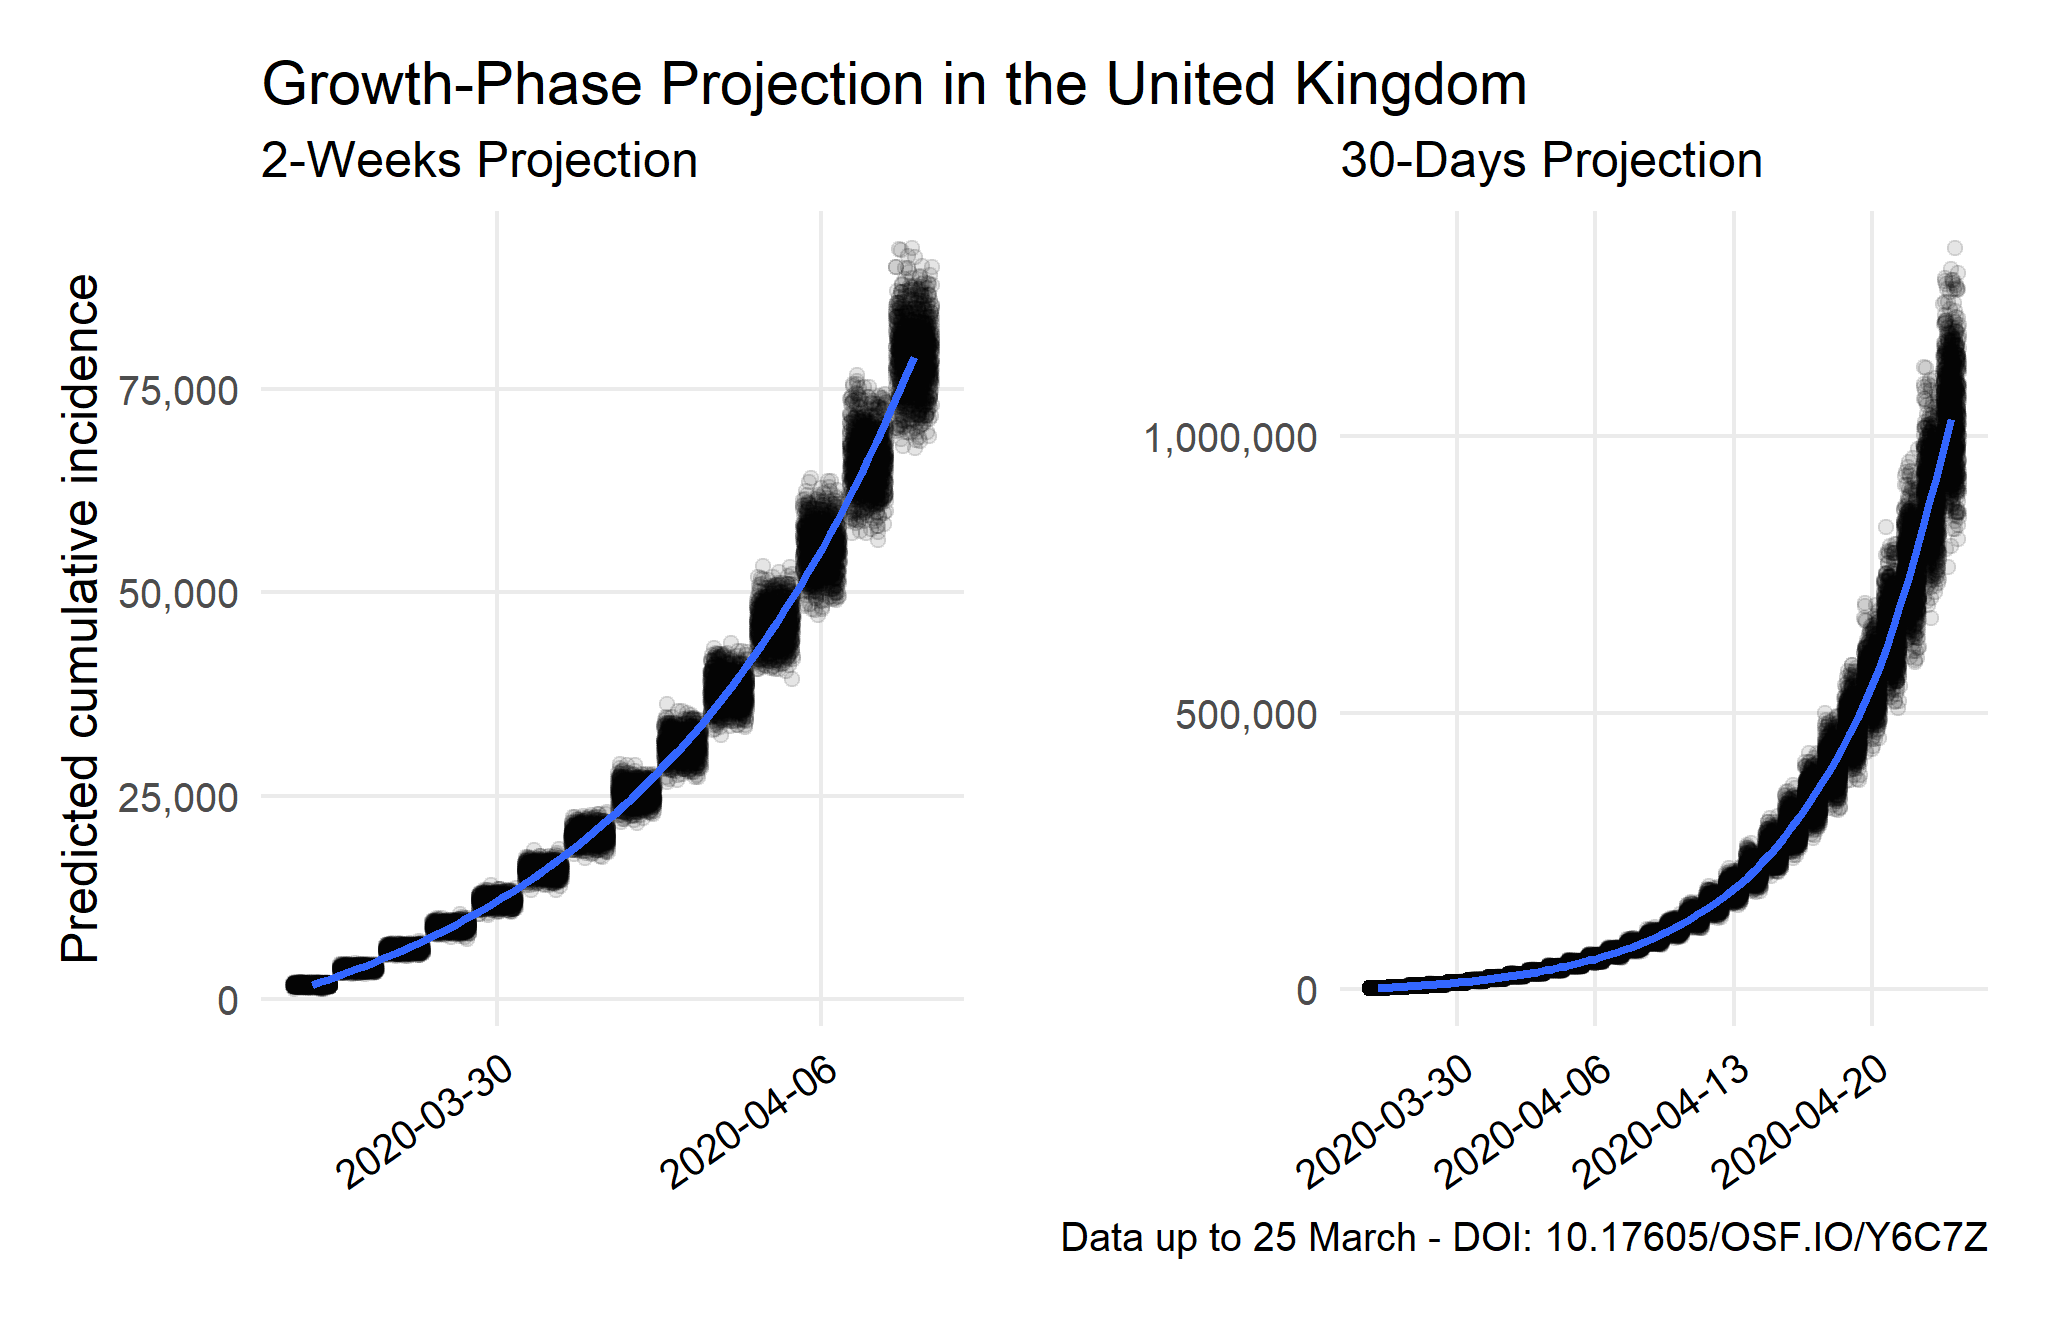 Growth-Phase Projection in the United Kingdom
2-Weeks Projection
30-Days Projection
Predicted cumulative incidence
75,000
50,000
25,000
0
2020-03-30
2020-04-06
1,000,000
500,000
0
2020-03-30
2020-04-06
2020-04-13
2020-04-20
Data up to 25 March - DOI: 10.17605/OSF.IO/Y6C7Z